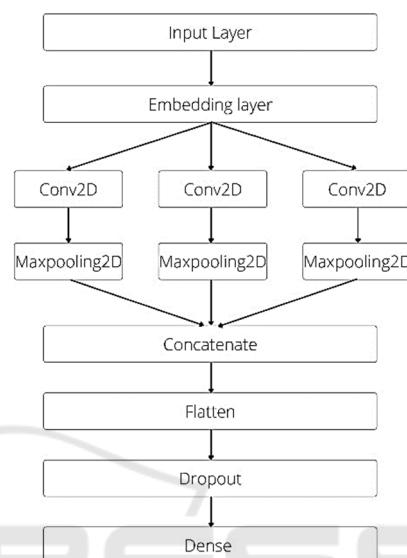 Input Layer
Embedding layer
Conv2D Conv2D Conv2D
Maxpooling2D Maxpooling2D Maxpooling2D
Concatenate
Flatten
Dropout
Dense